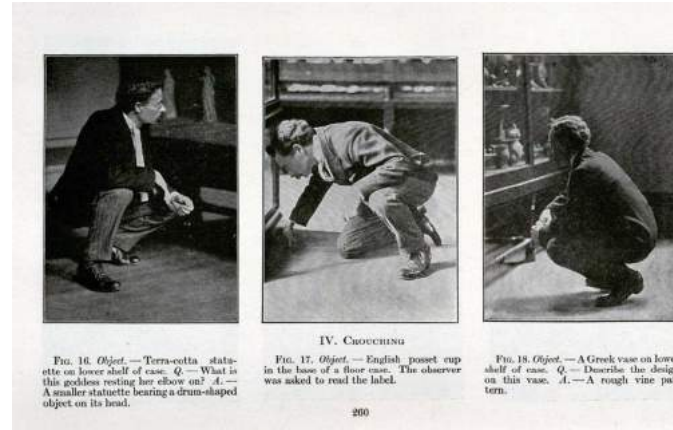 IV. CROUCHING
FIG. 16. Object. — Terra-cotta statu-
ette on lower shelf of case. Q. — What is
this goddess resting her elbow on? A. —
A smaller statuette bearing a drum-shaped
object on its head.
FIG. 17. Object. — English posset cup
in the base of a floor case. The observer
was asked to read the label.
FIG. 18. Object. — A Greek vase on lowe
shelf of case. Q. — Describe the desig
on this vase. A. — A rough vine pa
tern.
260